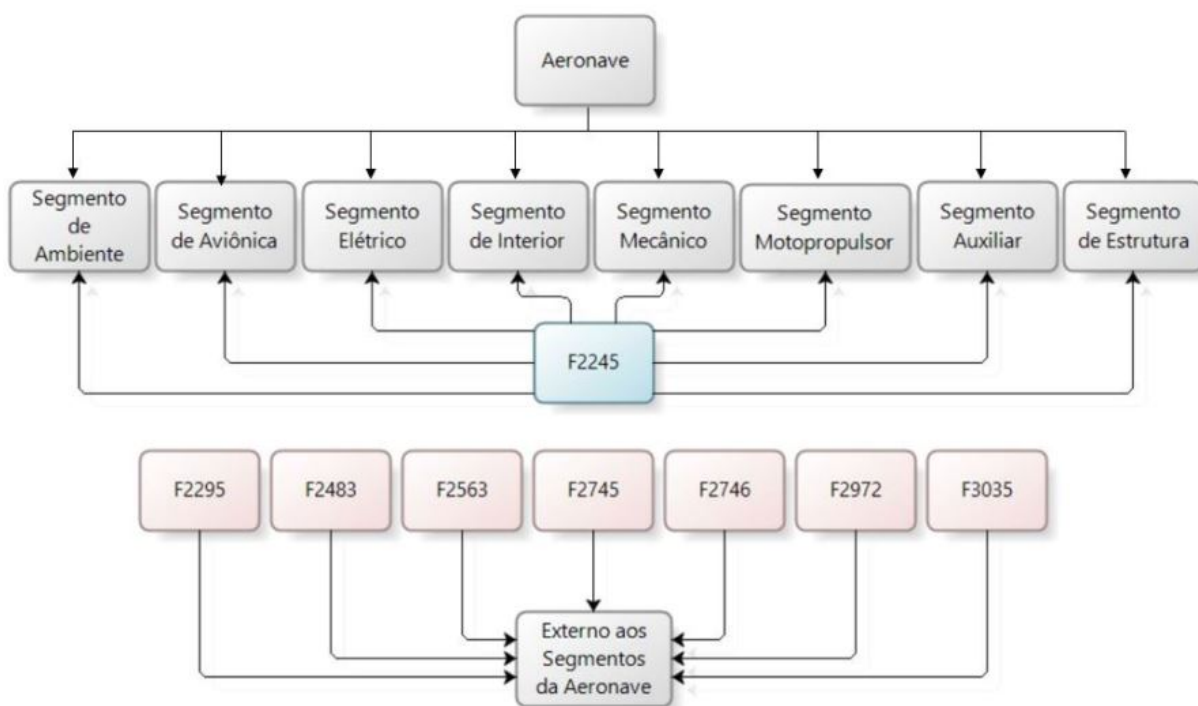 Aeronave
Segmento
de
Ambiente
Segmento
de Aviônica
Segmento
Elétrico
Segmento
de Interior
Segmento
Mecânico
Segmento
Motopropulsor
Segmento
Auxiliar
Segmento
de Estrutura
F2245
F2295
F2483
F2563
F2745
F2746
F2972
F3035
Externo aos
Segmentos
da Aeronave